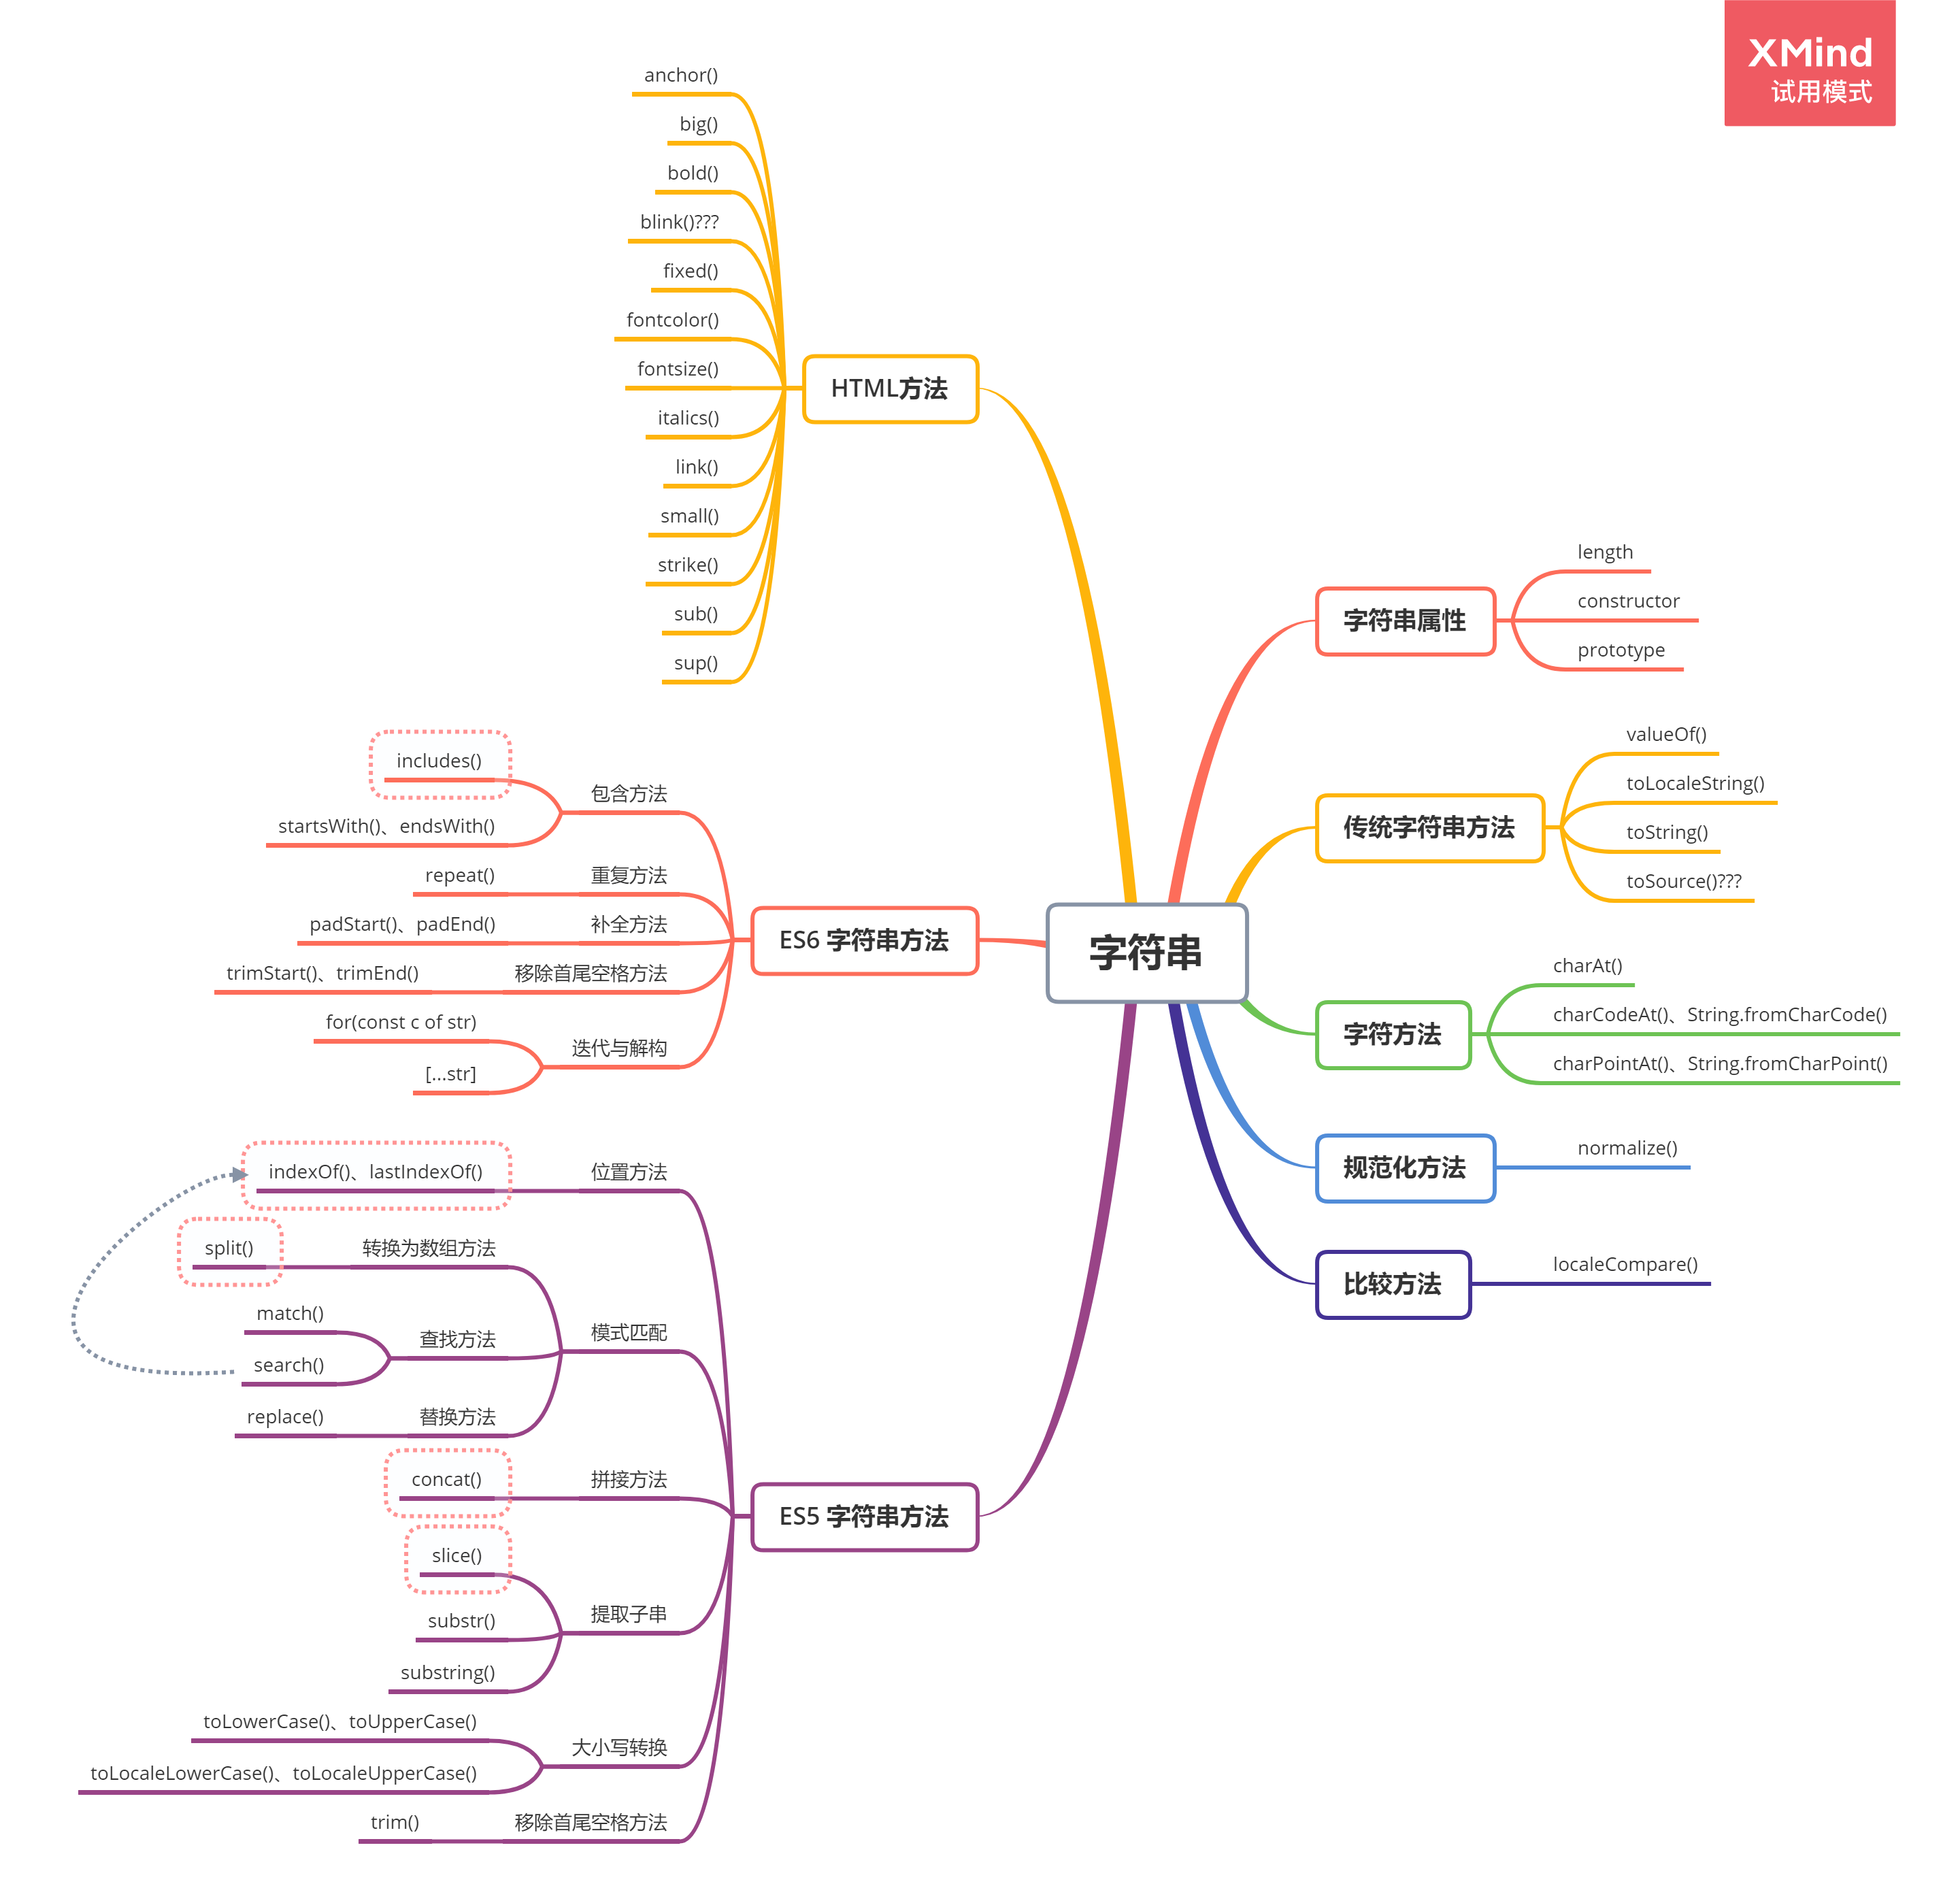 XMind
试用模式
字符串
字符串属性
length
constructor
prototype
传统字符串方法
valueOf()
toLocaleString()
toString()
toSource()???
字符方法
charAt()
charCodeAt()、String.fromCharCode()
charPointAt()、String.fromCharPoint()
规范化方法
normalize()
比较方法
localeCompare()
HTML方法
anchor()
big()
bold()
blink()???
fixed()
fontcolor()
fontsize()
italics()
link()
small()
strike()
sub()
sup()
ES6 字符串方法
包含方法
includes()
startsWith()、endsWith()
重复方法
repeat()
补全方法
padStart()、padEnd()
移除首尾空格方法
trimStart()、trimEnd()
迭代与解构
for(const c of str)
[...str]
ES5 字符串方法
位置方法
indexOf()、lastIndexOf()
模式匹配
转换为数组方法
split()
查找方法
match()
search()
替换方法
replace()
拼接方法
concat()
提取子串
slice()
substr()
substring()
大小写转换
toLowerCase()、toUpperCase()
toLocaleLowerCase()、toLocaleUpperCase()
移除首尾空格方法
trim()